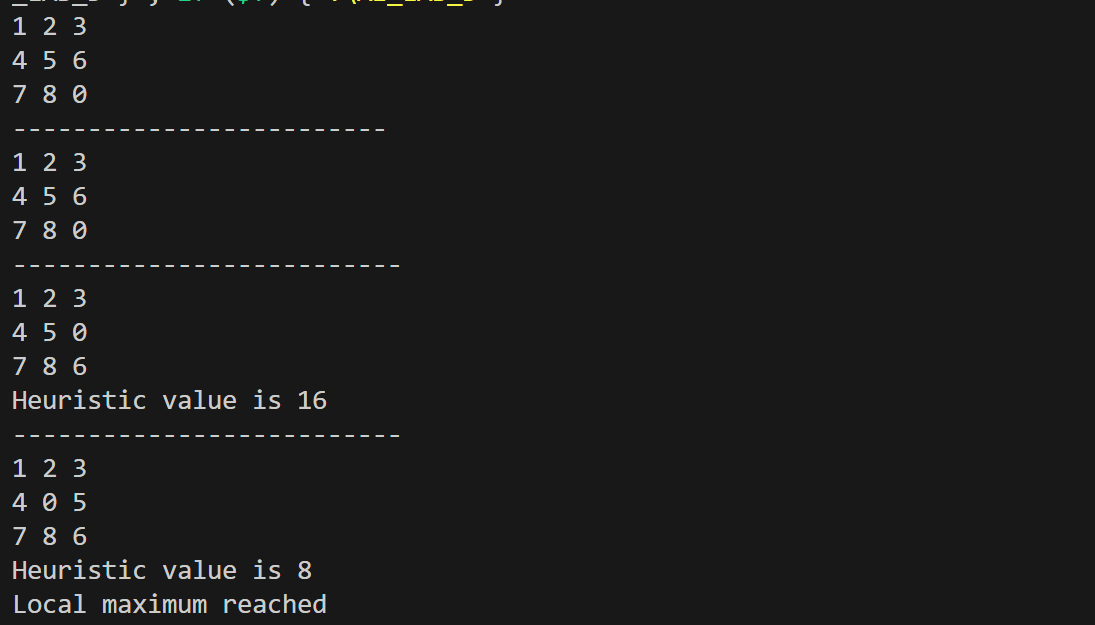 1 2 3
4 5 6
7 8 0
-------------------------
1 2 3
4 5 6
7 8 0
--------------------------
1 2 3
4 5 0
7 8 6
Heuristic value is 16
--------------------------
1 2 3
4 0 5
7 8 6
Heuristic value is 8
Local maximum reached